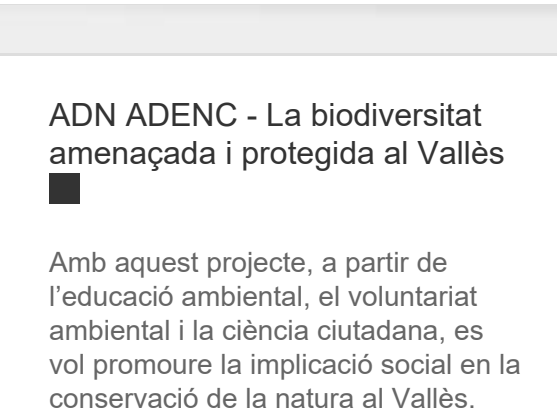 ADN ADENC - La biodiversitat
amenaçada i protegida al Vallès
Amb aquest projecte, a partir de
l’educació ambiental, el voluntariat
ambiental i la ciència ciutadana, es
vol promoure la implicació social en la
conservació de la natura al Vallès.